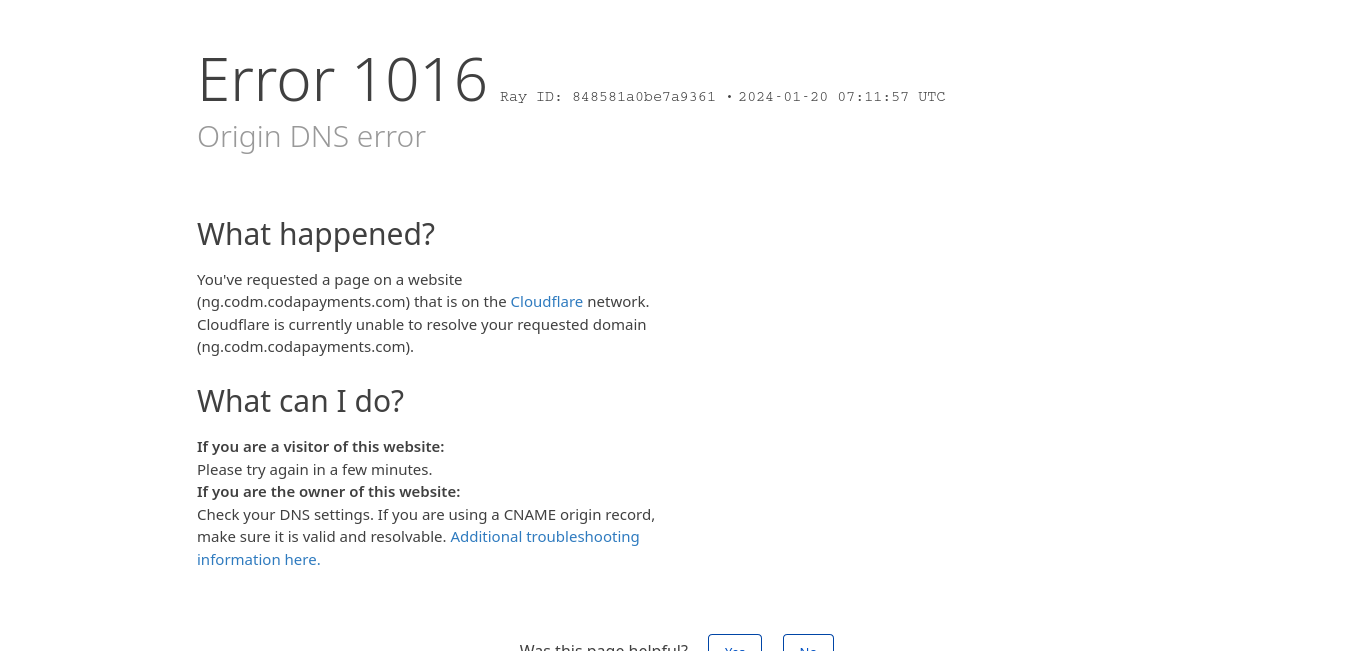 Error 1016 Ray ID: 848581a0be7a9361 • 2024-01-20 07:11:57 UTC
Origin DNS error
What happened?
You've requested a page on a website
(ng.codm.codapayments.com) that is on the Cloudflare network.
Cloudflare is currently unable to resolve your requested domain
(ng.codm.codapayments.com).
What can I do?
If you are a visitor of this website:
Please try again in a few minutes.
If you are the owner of this website:
Check your DNS settings. If you are using a CNAME origin record,
make sure it is valid and resolvable. Additional troubleshooting
information here.
Was this page helpful? Yes No